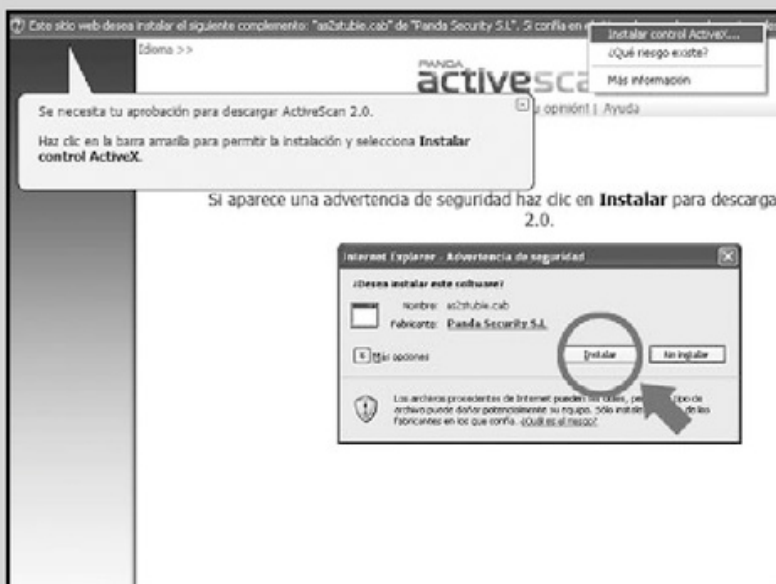 Este sitio web desea instalar el siguiente complemento: "as2stubie.cab" de "Panda Security S.L". Si confía en
Instalar control ActiveX...
¿Qué riesgo existe?
Más información
Idioma >>
PANDA
activesca
u opinión! | Ayuda
Se necesita tu aprobación para descargar ActiveScan 2.0.
Haz clic en la barra amarilla para permitir la instalación y selecciona Instalar
control ActiveX.
Si aparece una advertencia de seguridad haz clic en Instalar para descarga
2.0.
Internet Explorer - Advertencia de seguridad
¿Desea instalar este software?
Nombre: as2stubie.cab
Fabricante: Panda Security S.L
Más opciones
Instalar
No instalar
Los archivos procedentes de Internet pueden ser útiles, pe tipo de
archivo puede dañar potencialmente su equipo. Sólo instale de los
fabricantes en los que confía. ¿Cuál es el riesgo?